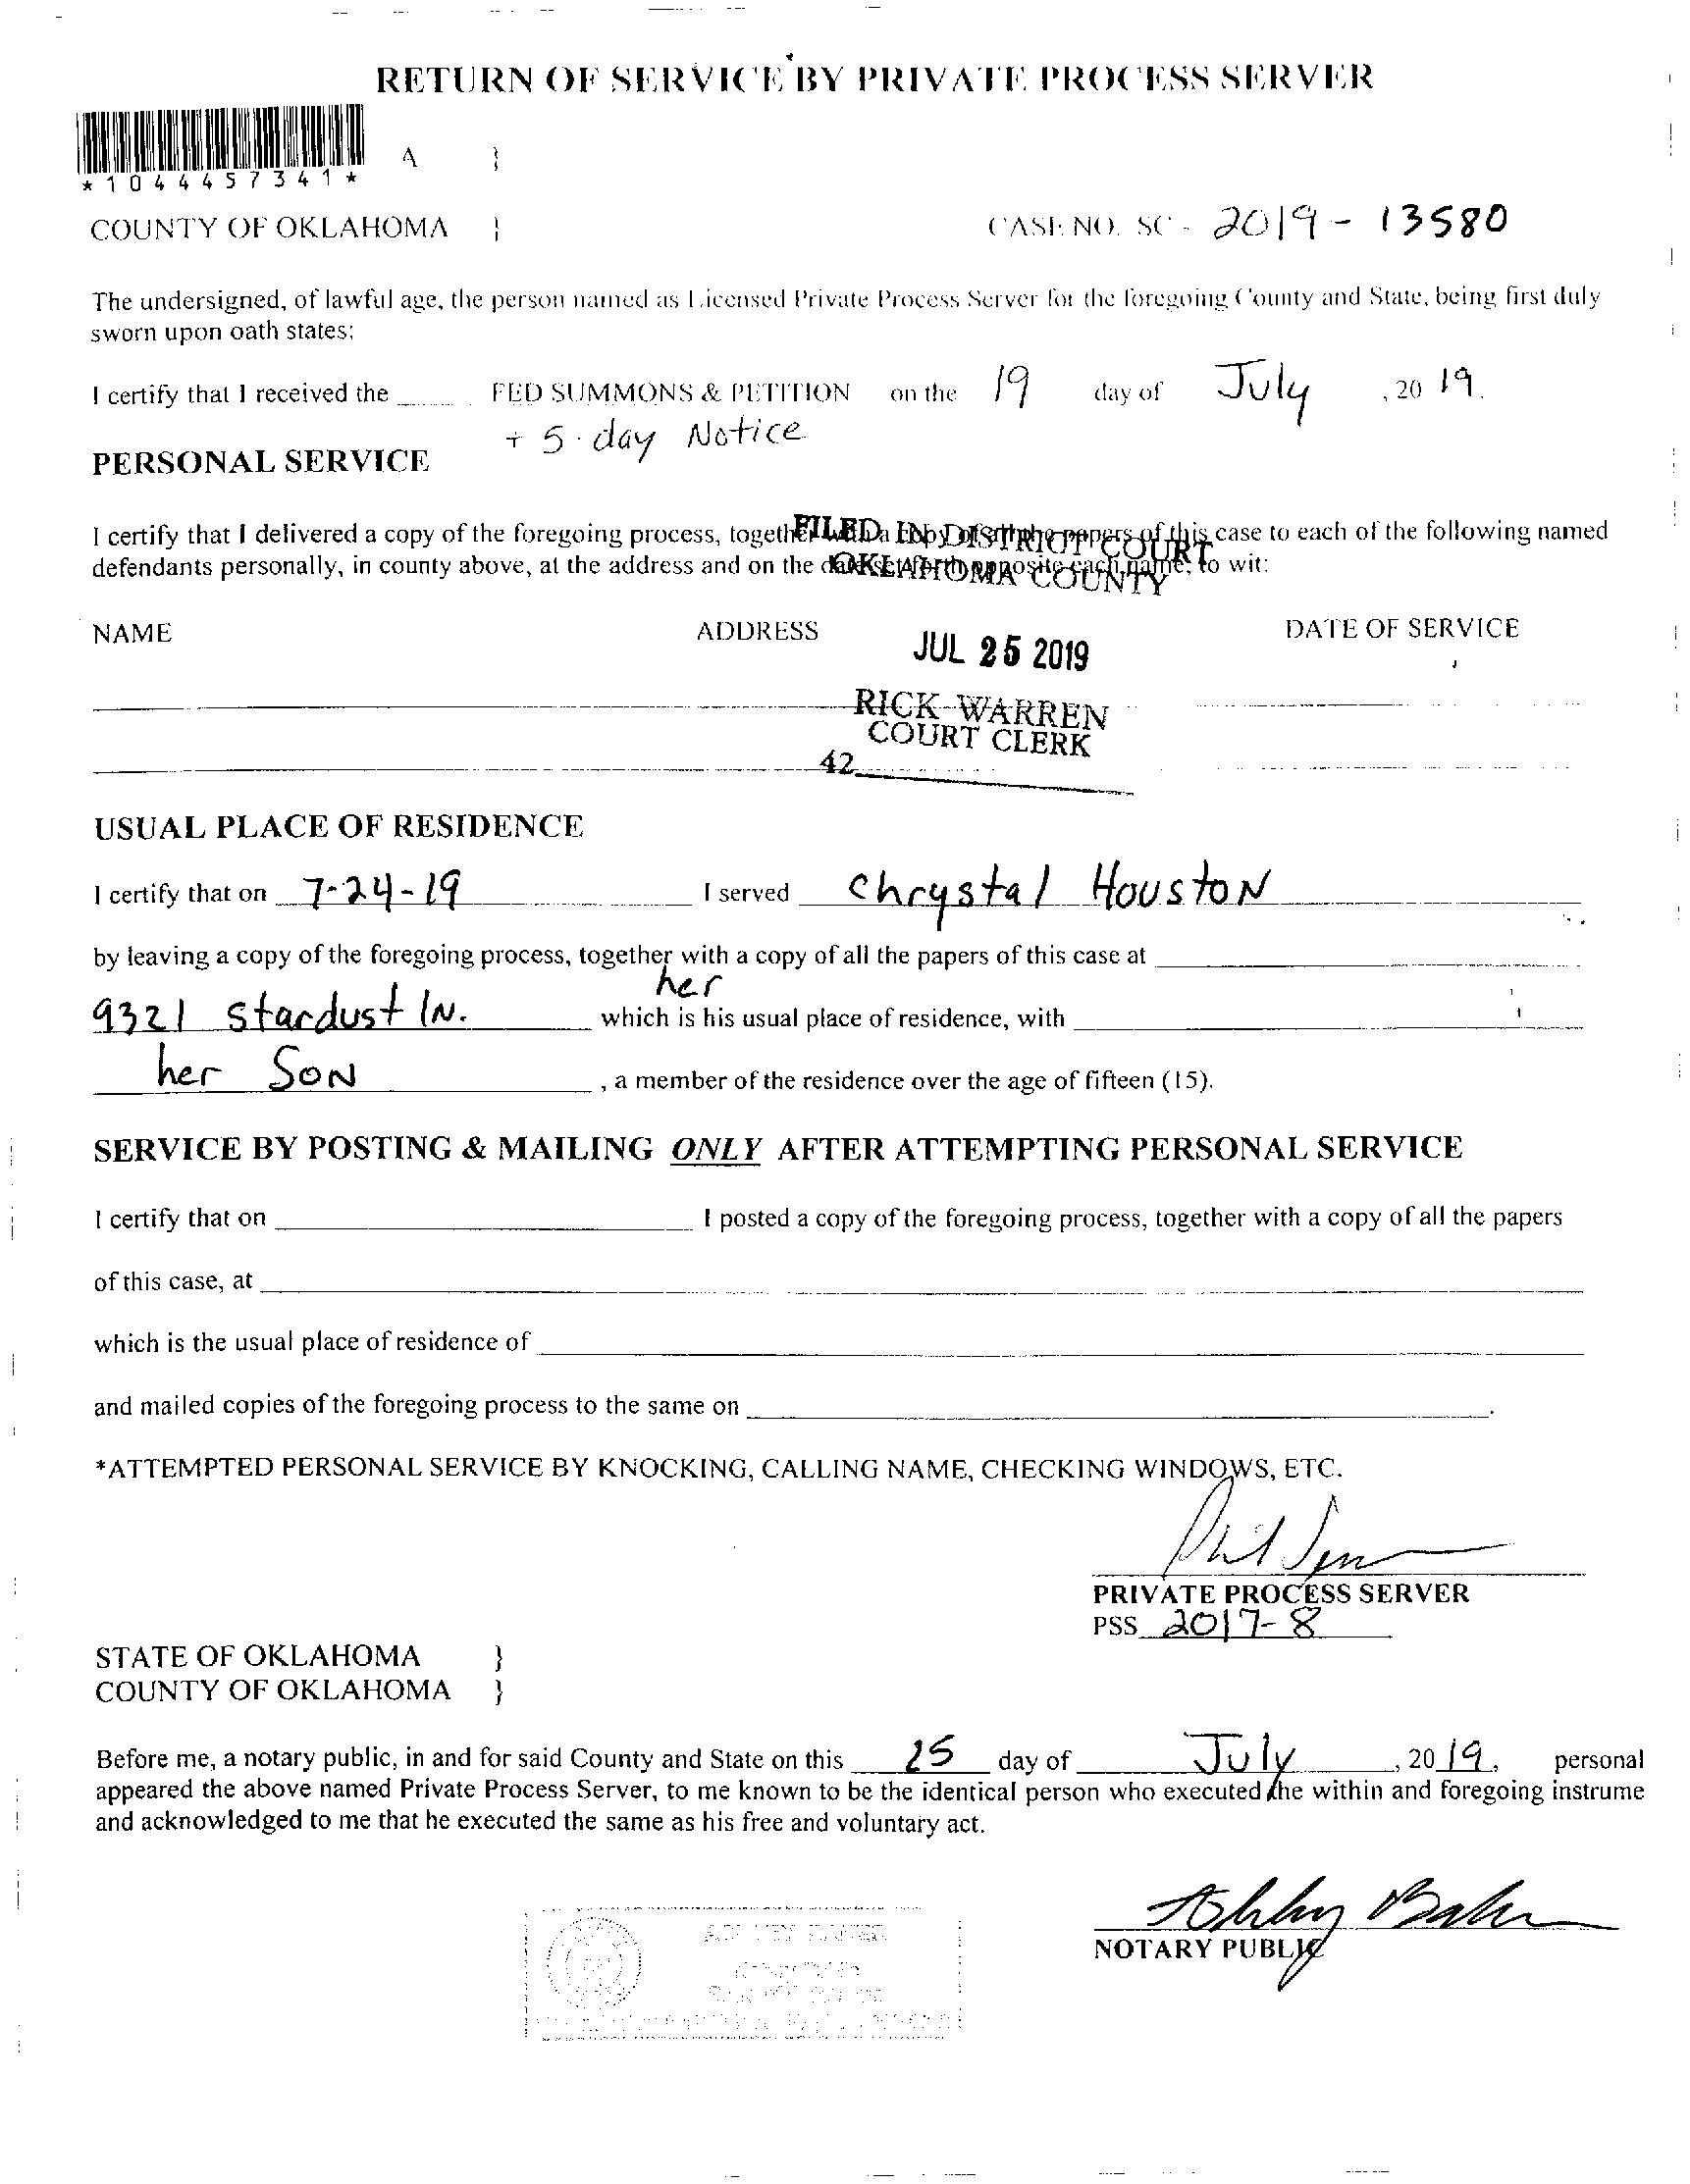 RETURN OF SERVICE BY PRIVATE PROCESS SERVER
A }
*1044457341*
COUNTY OF OKLAHOMA } CASE NO. SC - 2019 - 13580
The undersigned, of lawful age, the person named as Licensed Private Process Server for the foregoing County and State, being first duly
sworn upon oath states;
I certify that I received the FED SUMMONS & PETITION on the 19 day of July , 20 19.
+ 5-day Notice
PERSONAL SERVICE
I certify that I delivered a copy of the foregoing process, together with a copy of all the papers of this case to each of the following named
defendants personally, in county above, at the address and on the date set forth opposite each name, to wit:
FILED IN DISTRICT COURT
OKLAHOMA COUNTY
NAME ADDRESS DATE OF SERVICE
JUL 25 2019
RICK WARREN
COURT CLERK
42
USUAL PLACE OF RESIDENCE
I certify that on 7-24-19 I served Chrystal Houston
by leaving a copy of the foregoing process, together with a copy of all the papers of this case at
her
9321 Stardust ln. which is his usual place of residence, with
her Son , a member of the residence over the age of fifteen (15).
SERVICE BY POSTING & MAILING ONLY AFTER ATTEMPTING PERSONAL SERVICE
I certify that on I posted a copy of the foregoing process, together with a copy of all the papers
of this case, at
which is the usual place of residence of
and mailed copies of the foregoing process to the same on .
*ATTEMPTED PERSONAL SERVICE BY KNOCKING, CALLING NAME, CHECKING WINDOWS, ETC.
PRIVATE PROCESS SERVER
PSS 2017-8
STATE OF OKLAHOMA }
COUNTY OF OKLAHOMA }
Before me, a notary public, in and for said County and State on this 25 day of July , 20 19, personal
appeared the above named Private Process Server, to me known to be the identical person who executed the within and foregoing instrume
and acknowledged to me that he executed the same as his free and voluntary act.
NOTARY PUBLIC